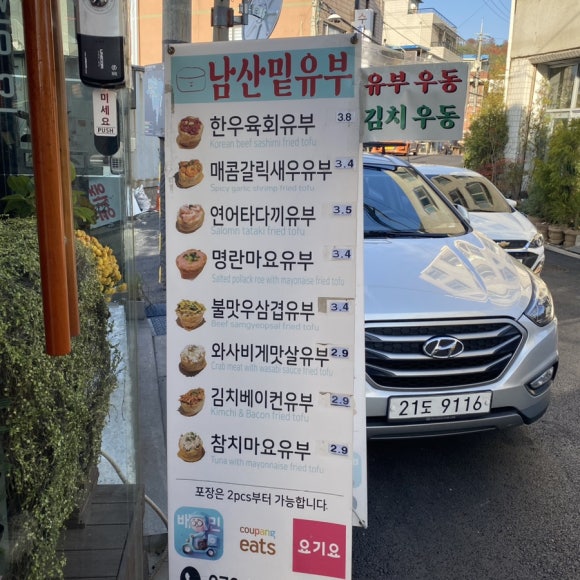 남산밑유부
한우육회유부 3.8
Korean beef sashimi fried tofu
매콤갈릭새우유부 3.4
Spicy garlic shrimp fried tofu
연어타다끼유부 3.5
Salomn tataki fried tofu
명란마요유부 3.4
Salted pollack roe with mayonaise fried tofu
불맛우삼겹유부 3.4
Beef samgyeopsal fried tofu
와사비게맛살유부 2.9
Crab meat with wasabi sauce fried tofu
김치베이컨유부 2.9
Kimchi & Bacon fried tofu
참치마요유부 2.9
Tuna with mayonnaise fried tofu
포장은 2pcs부터 가능합니다.
coupang
eats
요기요
유부우동
김치우동
미세요
PUSH
21도 9116